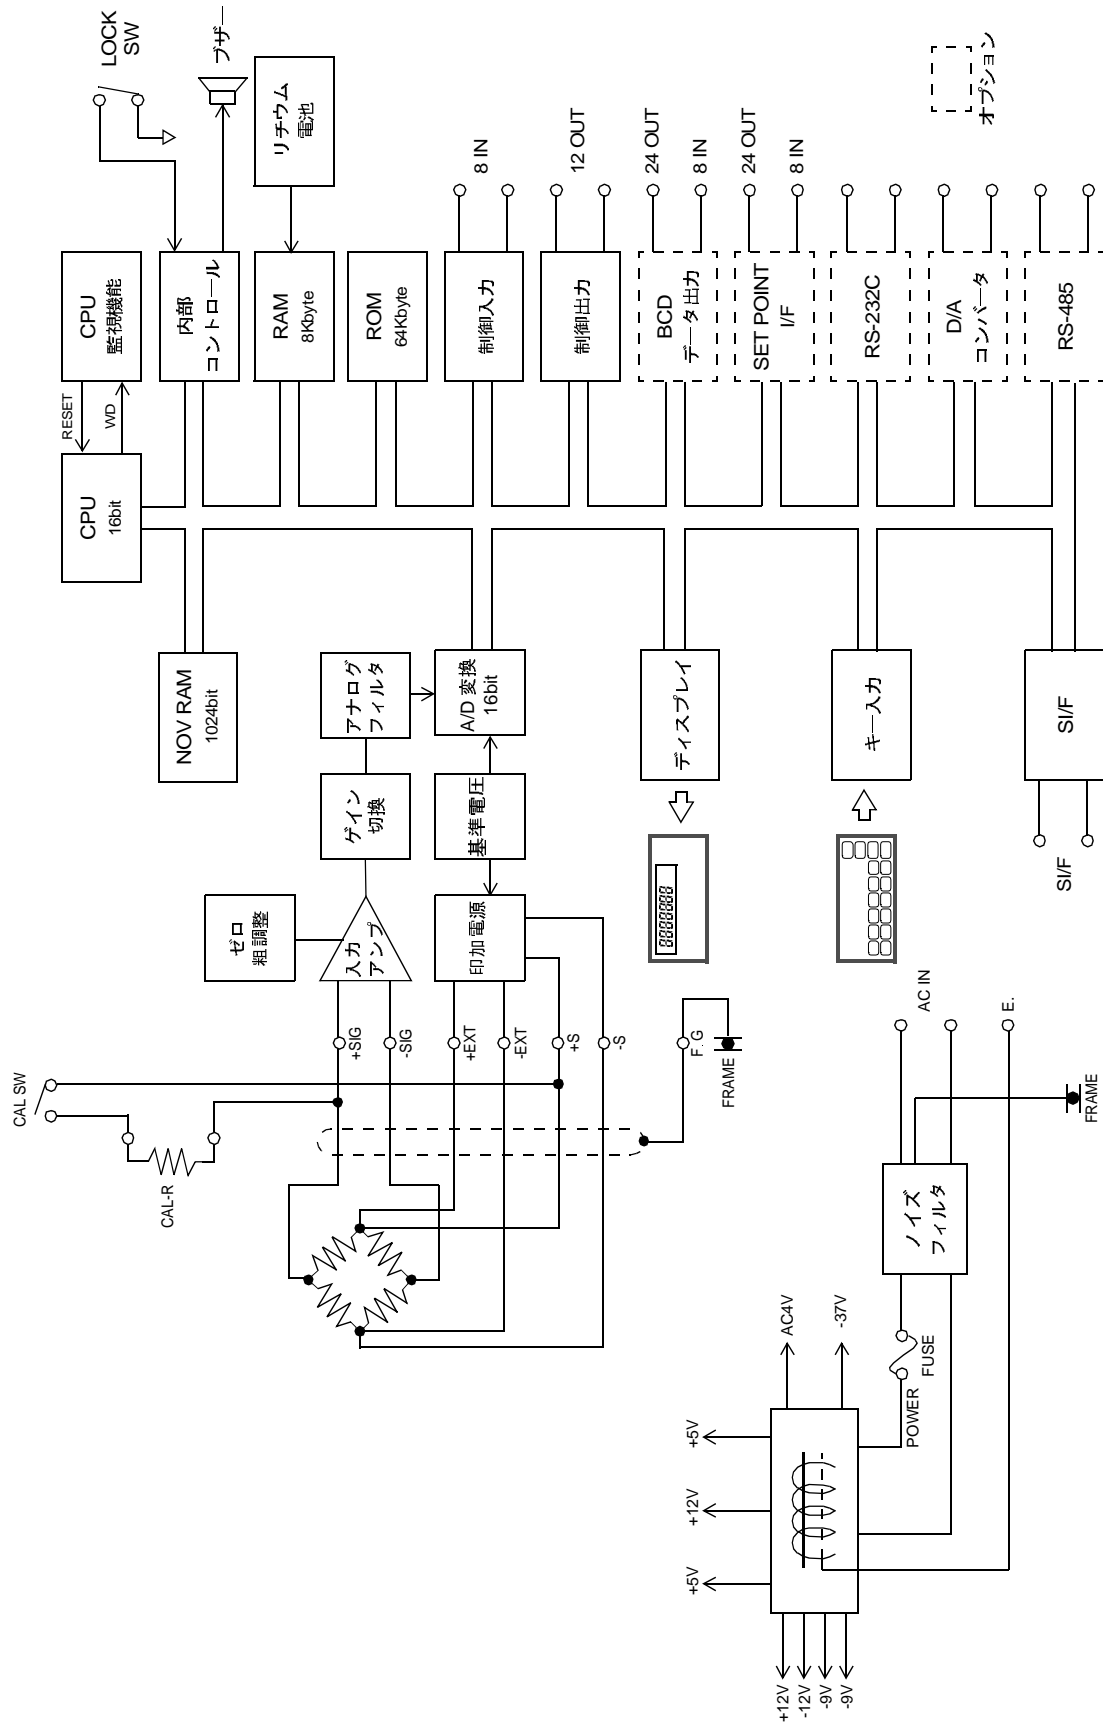 LOCK
SW
ブザー
リチウム
電池
CPU
監視機能
RESET
WD
CPU
16bit
内部
コントロール
RAM
8Kbyte
ROM
64Kbyte
制御入力
8 IN
制御出力
12 OUT
BCD
データ出力
24 OUT
8 IN
SET POINT
I/F
24 OUT
8 IN
RS-232C
D/A
コンバータ
RS-485
オプション
NOV RAM
1024bit
アナログ
フィルタ
A/D 変換
16bit
ディスプレイ
キー入力
SI/F
SI/F
ゲイン
切換
基準電圧
ゼロ
粗調整
入力
アンプ
印加電源
00000000
+SIG
-SIG
+EXT
-EXT
+S
-S
F.G
FRAME
CAL SW
CAL-R
AC IN
E.
FRAME
ノイズ
フィルタ
FUSE
POWER
AC4V
-37V
+5V
+12V
+5V
+12V
-12V
-9V
-9V